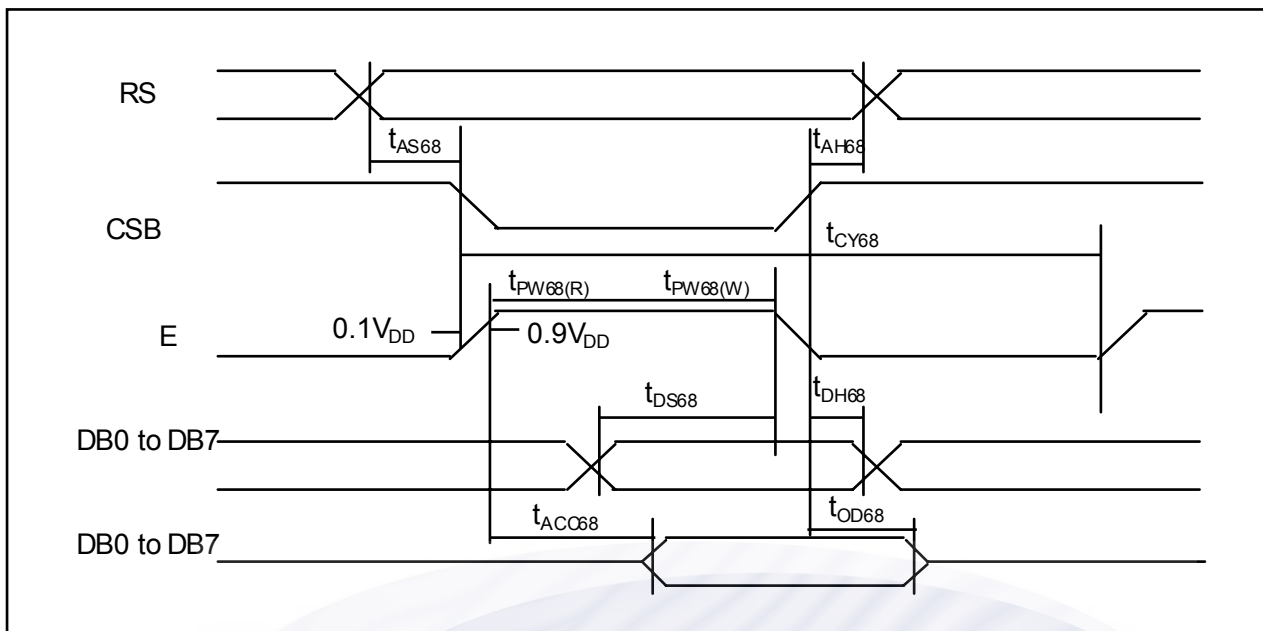 RS
tAS68
tAH68
CSB
tCY68
tPW68(R)
tPW68(W)
E
0.1VDD
0.9VDD
tDS68
tDH68
DB0 to DB7
tACC68
tOD68
DB0 to DB7